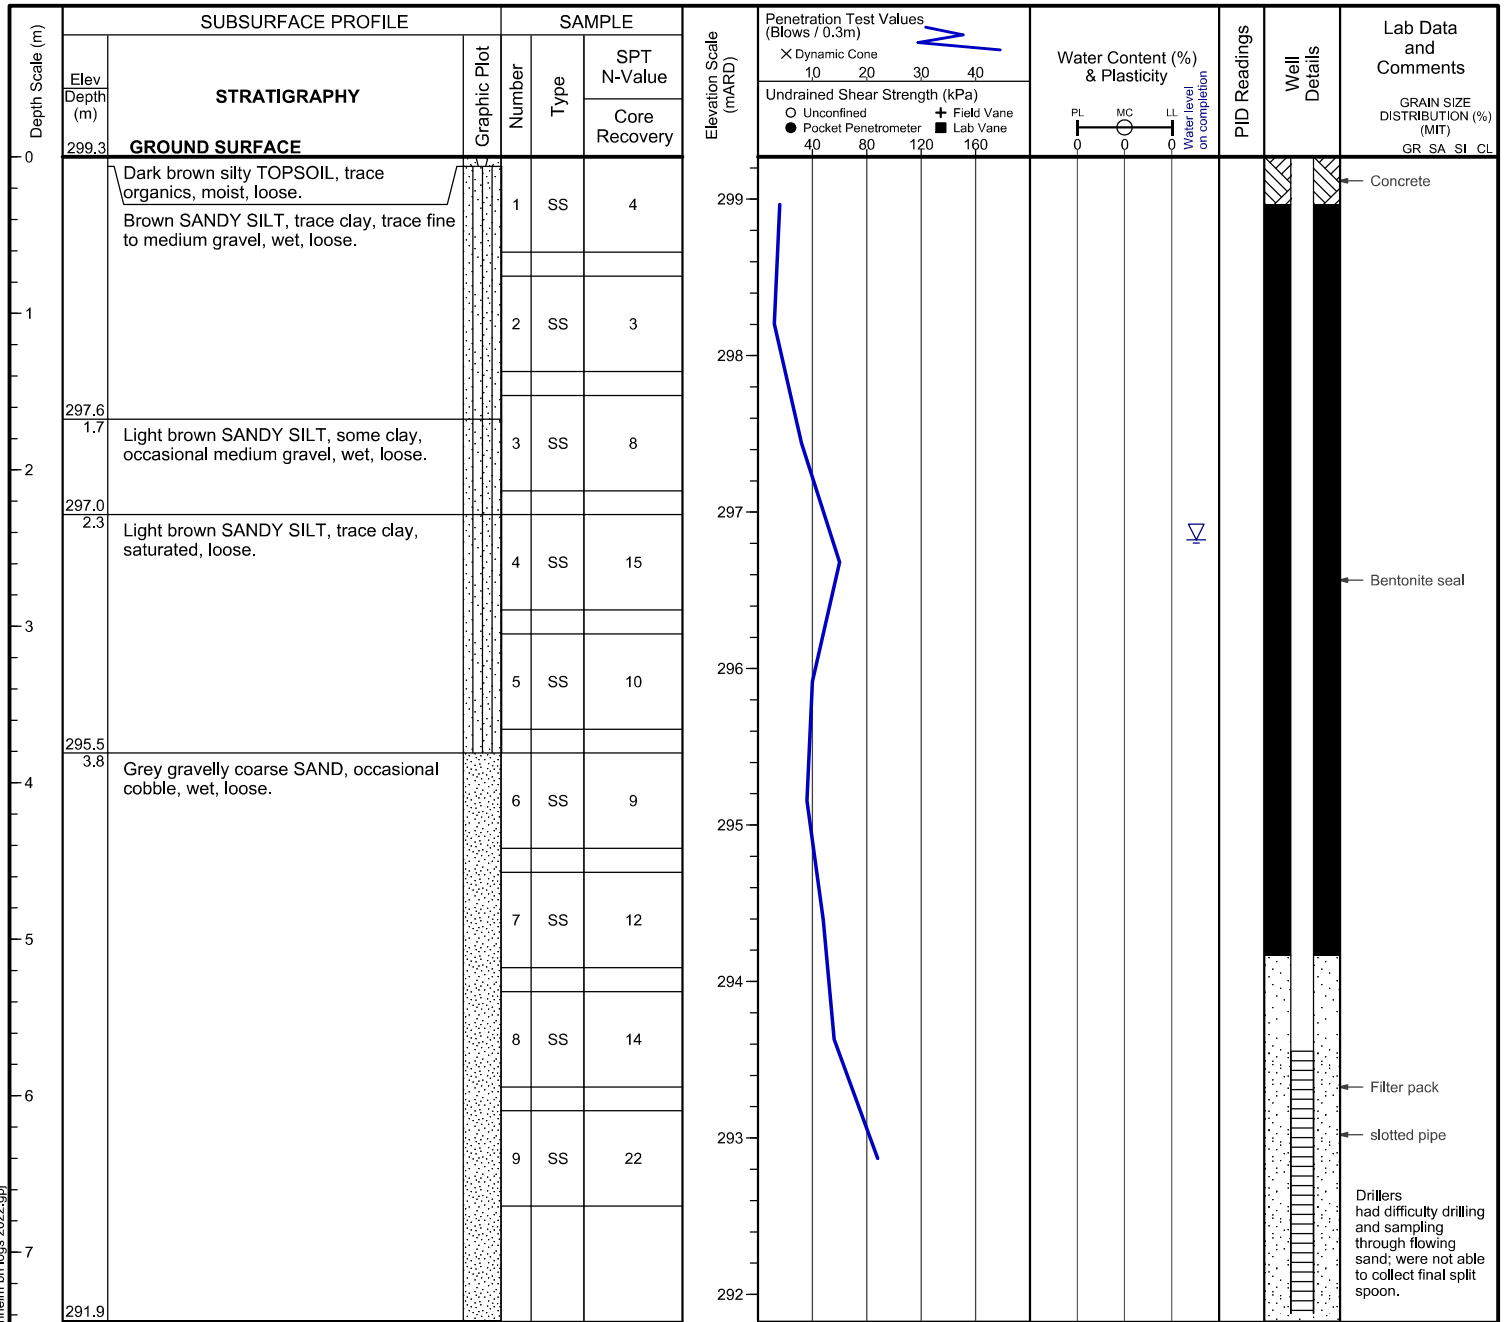 SUBSURFACE PROFILE
SAMPLE
Depth Scale (m)
Elev
Depth
(m)
STRATIGRAPHY
Graphic Plot
Number
Type
SPT
N-Value
Core
Recovery
Elevation Scale
(mARD)
Penetration Test Values
(Blows / 0.3m)
Dynamic Cone
10 20 30 40
Undrained Shear Strength (kPa)
Unconfined
Field Vane
Pocket Penetrometer
Lab Vane
40 80 120 160
Water Content (%)
& Plasticity
PL MC LL
0 0 0
Water level
on completion
PID Readings
Well
Details
Lab Data
and
Comments
GRAIN SIZE
DISTRIBUTION (%)
(MIT)
GR SA SI CL
0
299.3
GROUND SURFACE
Dark brown silty TOPSOIL, trace
organics, moist, loose.
Brown SANDY SILT, trace clay, trace fine
to medium gravel, wet, loose.
1 SS 4
299
Concrete
1
2 SS 3
298
297.6
1.7
Light brown SANDY SILT, some clay,
occasional medium gravel, wet, loose.
3 SS 8
2
297.0
2.3
297
Light brown SANDY SILT, trace clay,
saturated, loose.
4 SS 15
Bentonite seal
3
5 SS 10
296
295.5
3.8
Grey gravelly coarse SAND, occasional
cobble, wet, loose.
4
6 SS 9
295
7 SS 12
5
294
8 SS 14
6
Filter pack
293
slotted pipe
9 SS 22
Drillers
had difficulty drilling
and sampling
through flowing
sand; were not able
to collect final split
spoon.
7
292
291.9